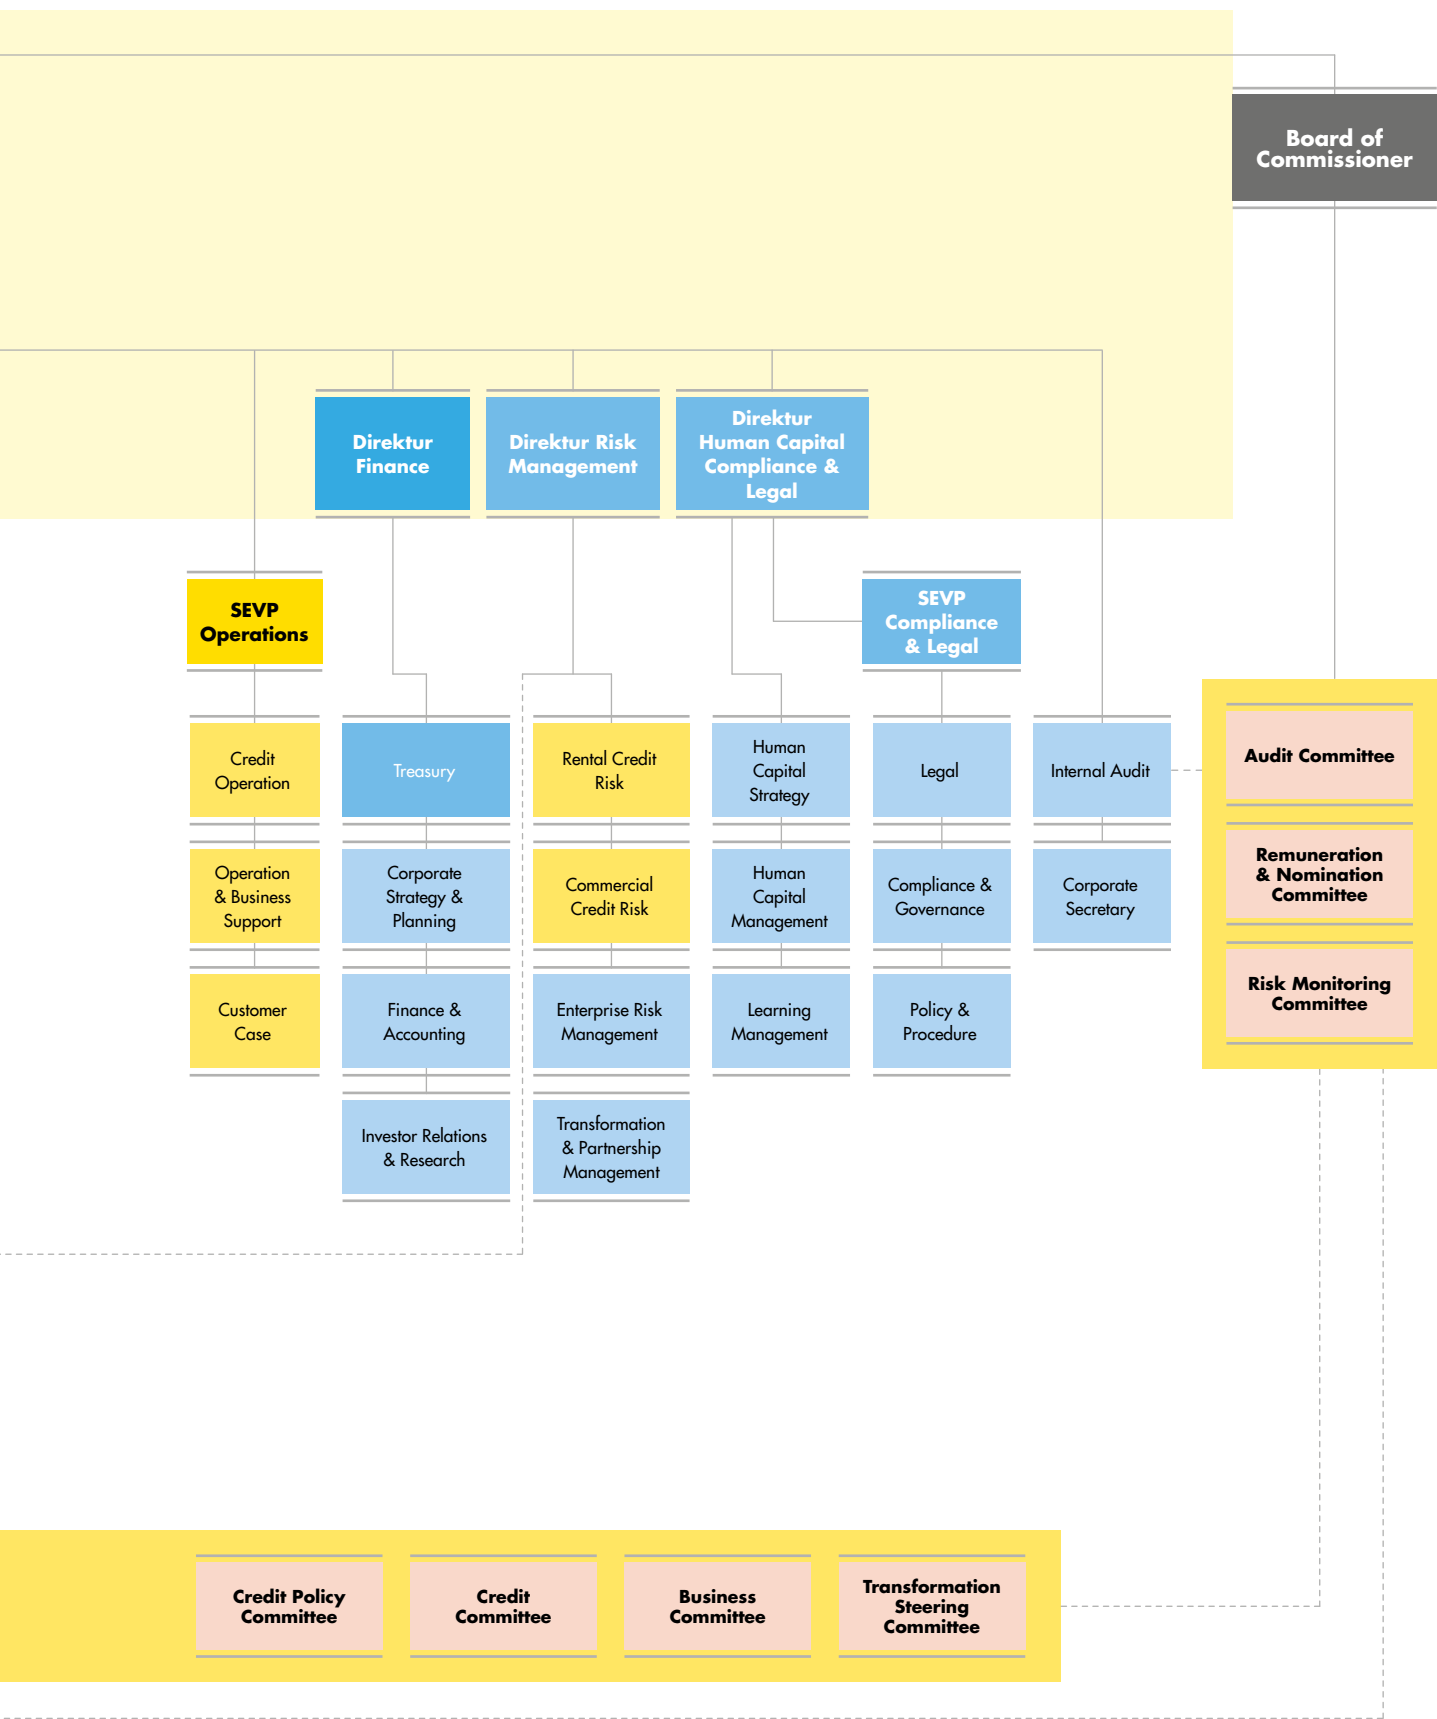 Board of
Commissioner
Direktur
Finance
Direktur Risk
Management
Direktur
Human Capital
Compliance &
Legal
SEVP
Operations
SEVP
Compliance
& Legal
Credit
Operation
Operation
& Business
Support
Customer
Case
Treasury
Corporate
Strategy &
Planning
Finance &
Accounting
Investor Relations
& Research
Rental Credit
Risk
Commercial
Credit Risk
Enterprise Risk
Management
Transformation
& Partnership
Management
Human
Capital
Strategy
Human
Capital
Management
Learning
Management
Legal
Compliance &
Governance
Policy &
Procedure
Internal Audit
Corporate
Secretary
Audit Committee
Remuneration
& Nomination
Committee
Risk Monitoring
Committee
Credit Policy
Committee
Credit
Committee
Business
Committee
Transformation
Steering
Committee